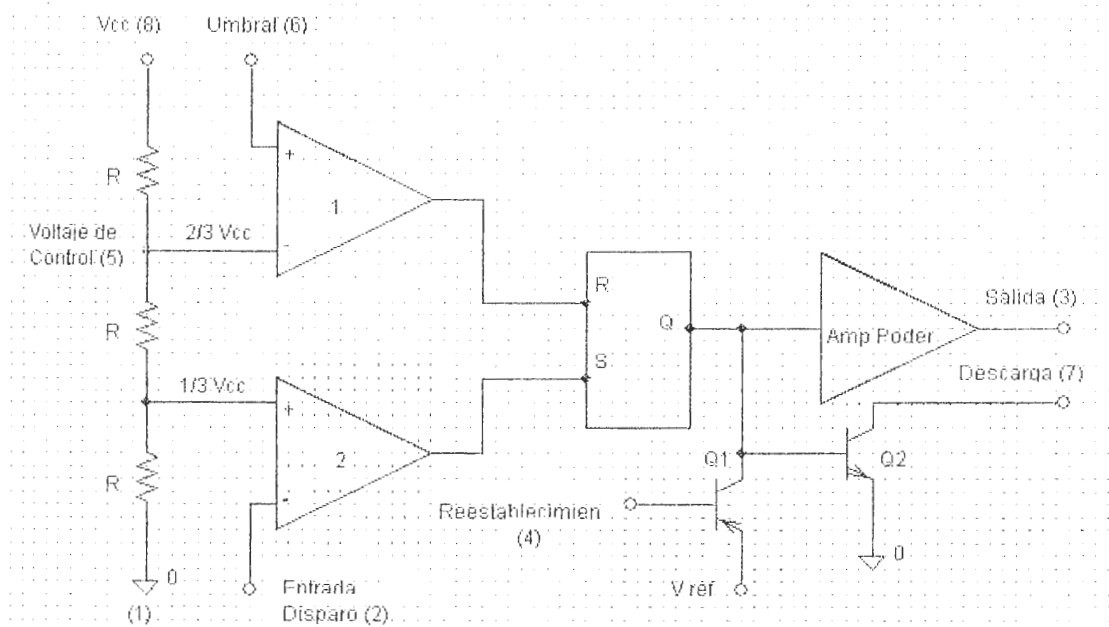 Vcc (8)
Umbral (6)
R
+
1
-
Voltaje de
Control (5)
2/3 Vcc
R
R
Q
S
Amp Poder
Salida (3)
Descarga (7)
1/3 Vcc
+
2
-
R
Q1
Q2
Reestablecimien
(4)
0
0
(1)
Entrada
Disparo (2)
V ref